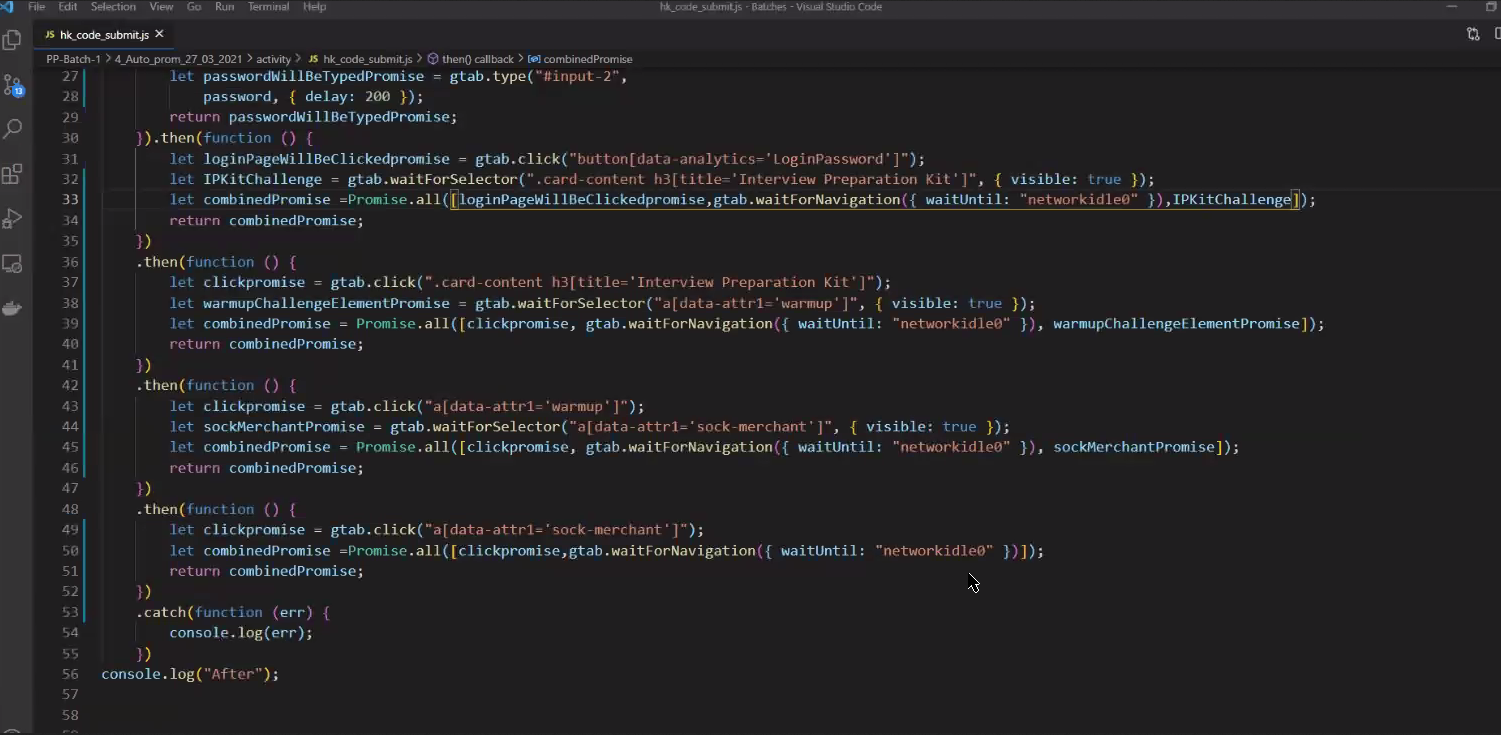 File Edit Selection View Go Run Terminal Help hk_code_submit.js - Batches - Visual Studio Code
JS hk_code_submit.js ×
PP-Batch-1 > 4_Auto_prom_27_03_2021 > activity > JS hk_code_submit.js > then() callback > combinedPromise
13
27 let passwordWillBeTypedPromise = gtab.type("#input-2",
28 password, { delay: 200 });
29 return passwordWillBeTypedPromise;
30 }).then(function () {
31 let loginPageWillBeClickedpromise = gtab.click("button[data-analytics='LoginPassword']");
32 let IPKitChallenge = gtab.waitForSelector(".card-content h3[title='Interview Preparation Kit']", { visible: true });
33 let combinedPromise =Promise.all([loginPageWillBeClickedpromise,gtab.waitForNavigation({ waitUntil: "networkidle0" }),IPKitChallenge]);
34 return combinedPromise;
35 })
36 .then(function () {
37 let clickpromise = gtab.click(".card-content h3[title='Interview Preparation Kit']");
38 let warmupChallengeElementPromise = gtab.waitForSelector("a[data-attr1='warmup']", { visible: true });
39 let combinedPromise = Promise.all([clickpromise, gtab.waitForNavigation({ waitUntil: "networkidle0" }), warmupChallengeElementPromise]);
40 return combinedPromise;
41 })
42 .then(function () {
43 let clickpromise = gtab.click("a[data-attr1='warmup']");
44 let sockMerchantPromise = gtab.waitForSelector("a[data-attr1='sock-merchant']", { visible: true });
45 let combinedPromise = Promise.all([clickpromise, gtab.waitForNavigation({ waitUntil: "networkidle0" }), sockMerchantPromise]);
46 return combinedPromise;
47 })
48 .then(function () {
49 let clickpromise = gtab.click("a[data-attr1='sock-merchant']");
50 let combinedPromise =Promise.all([clickpromise,gtab.waitForNavigation({ waitUntil: "networkidle0" })]);
51 return combinedPromise;
52 })
53 .catch(function (err) {
54 console.log(err);
55 })
56 console.log("After");
57
58